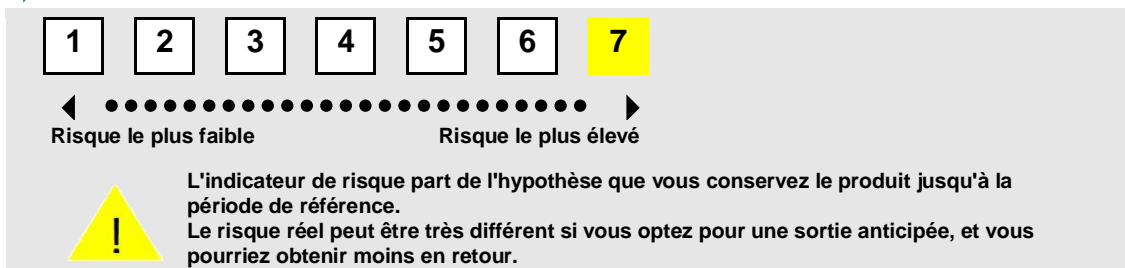 1 2 3 4 5 6 7
Risque le plus faible Risque le plus élevé
L'indicateur de risque part de l'hypothèse que vous conservez le produit jusqu'à la
période de référence.
Le risque réel peut être très différent si vous optez pour une sortie anticipée, et vous
pourriez obtenir moins en retour.
!